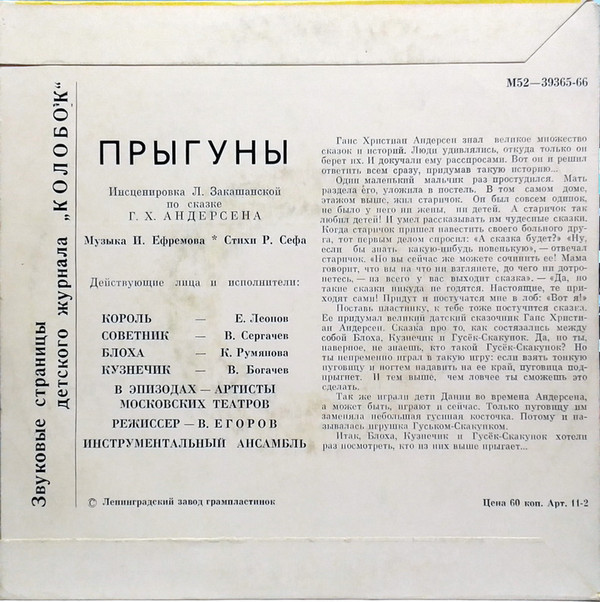 Звуковые страницы
детского журнала „КОЛОБО'К“
М52—39365-66
ПРЫГУНЫ
Инсценировка Л. Закашанской
по сказке
Г. Х. АНДЕРСЕНА
Музыка И. Ефремова * Стихи Р. Сефа
Действующие лица и исполнители:
КОРОЛЬ — Е. Леонов
СОВЕТНИК — В. Сергачев
БЛОХА — К. Румянова
КУЗНЕЧИК — В. Богачев
В ЭПИЗОДАХ — АРТИСТЫ
МОСКОВСКИХ ТЕАТРОВ
РЕЖИССЕР — В. ЕГОРОВ
ИНСТРУМЕНТАЛЬНЫЙ АНСАМБЛЬ
Ганс Христиан Андерсен знал великое множество
сказок и историй. Люди удивлялись, откуда только он
берет их. И докучали ему расспросами. Вот он и решил
ответить всем сразу, придумав такую историю...
Один маленький мальчик раз простудился. Мать
раздела его, уложила в постель. В том самом доме,
этажом выше, жил старичок. Он был совсем одинок,
не было у него ни жены, ни детей. А старичок так
любил детей! И умел рассказывать им чудесные сказки.
Когда старичок пришел навестить своего больного дру-
га, тот первым делом спросил: «А сказка будет?» «Ну,
если бы знать какую-нибудь новенькую», — отвечал
старичок. «Но вы сейчас же можете сочинить ее! Мама
говорит, что вы на что ни взглянете, до чего ни дотро-
нетесь, — из всего у вас выходит сказка». — «Да, но
такие сказки никуда не годятся. Настоящие, те при-
ходят сами! Придут и постучатся мне в лоб: «Вот я!»
Поставь пластинку, к тебе тоже постучится сказка.
Ее придумал великий датский сказочник Ганс Христи-
ан Андерсен. Сказка про то, как состязались между
собой Блоха, Кузнечик и Гусёк-Скакунок. Да, но ты,
наверное, не знаешь, кто такой Гусёк-Скакунок? Но
ты непременно играл в такую игру: если взять тонкую
пуговицу и ногтем надавить на ее край, пуговица под-
прыгнет. И тем выше, чем ловчее ты сможешь это
сделать.
Так же играли дети Дании во времена Андерсена,
а может быть, играют и сейчас. Только пуговицу им
заменяла небольшая гусиная косточка. Потому и на-
зывалась игрушка Гуськом-Скакунком.
Итак, Блоха, Кузнечик и Гусёк-Скакунок хотели
раз посмотреть, кто из них выше прыгает...
© Ленинградский завод грампластинок
Цена 60 коп. Арт. 11-2